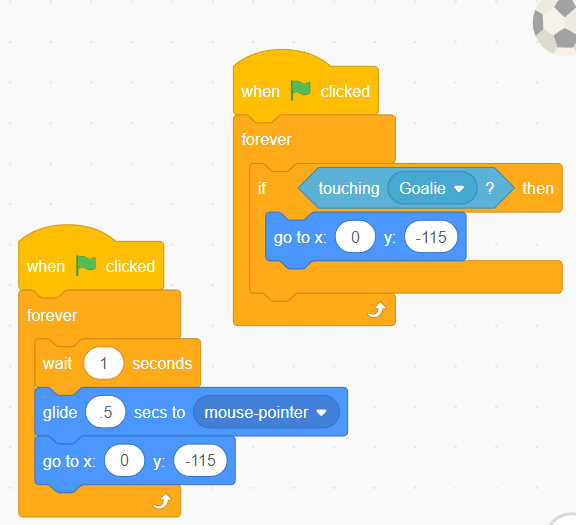 when clicked
forever
if touching Goalie ? then
go to x: 0 y: -115
when clicked
forever
wait 1 seconds
glide .5 secs to mouse-pointer
go to x: 0 y: -115